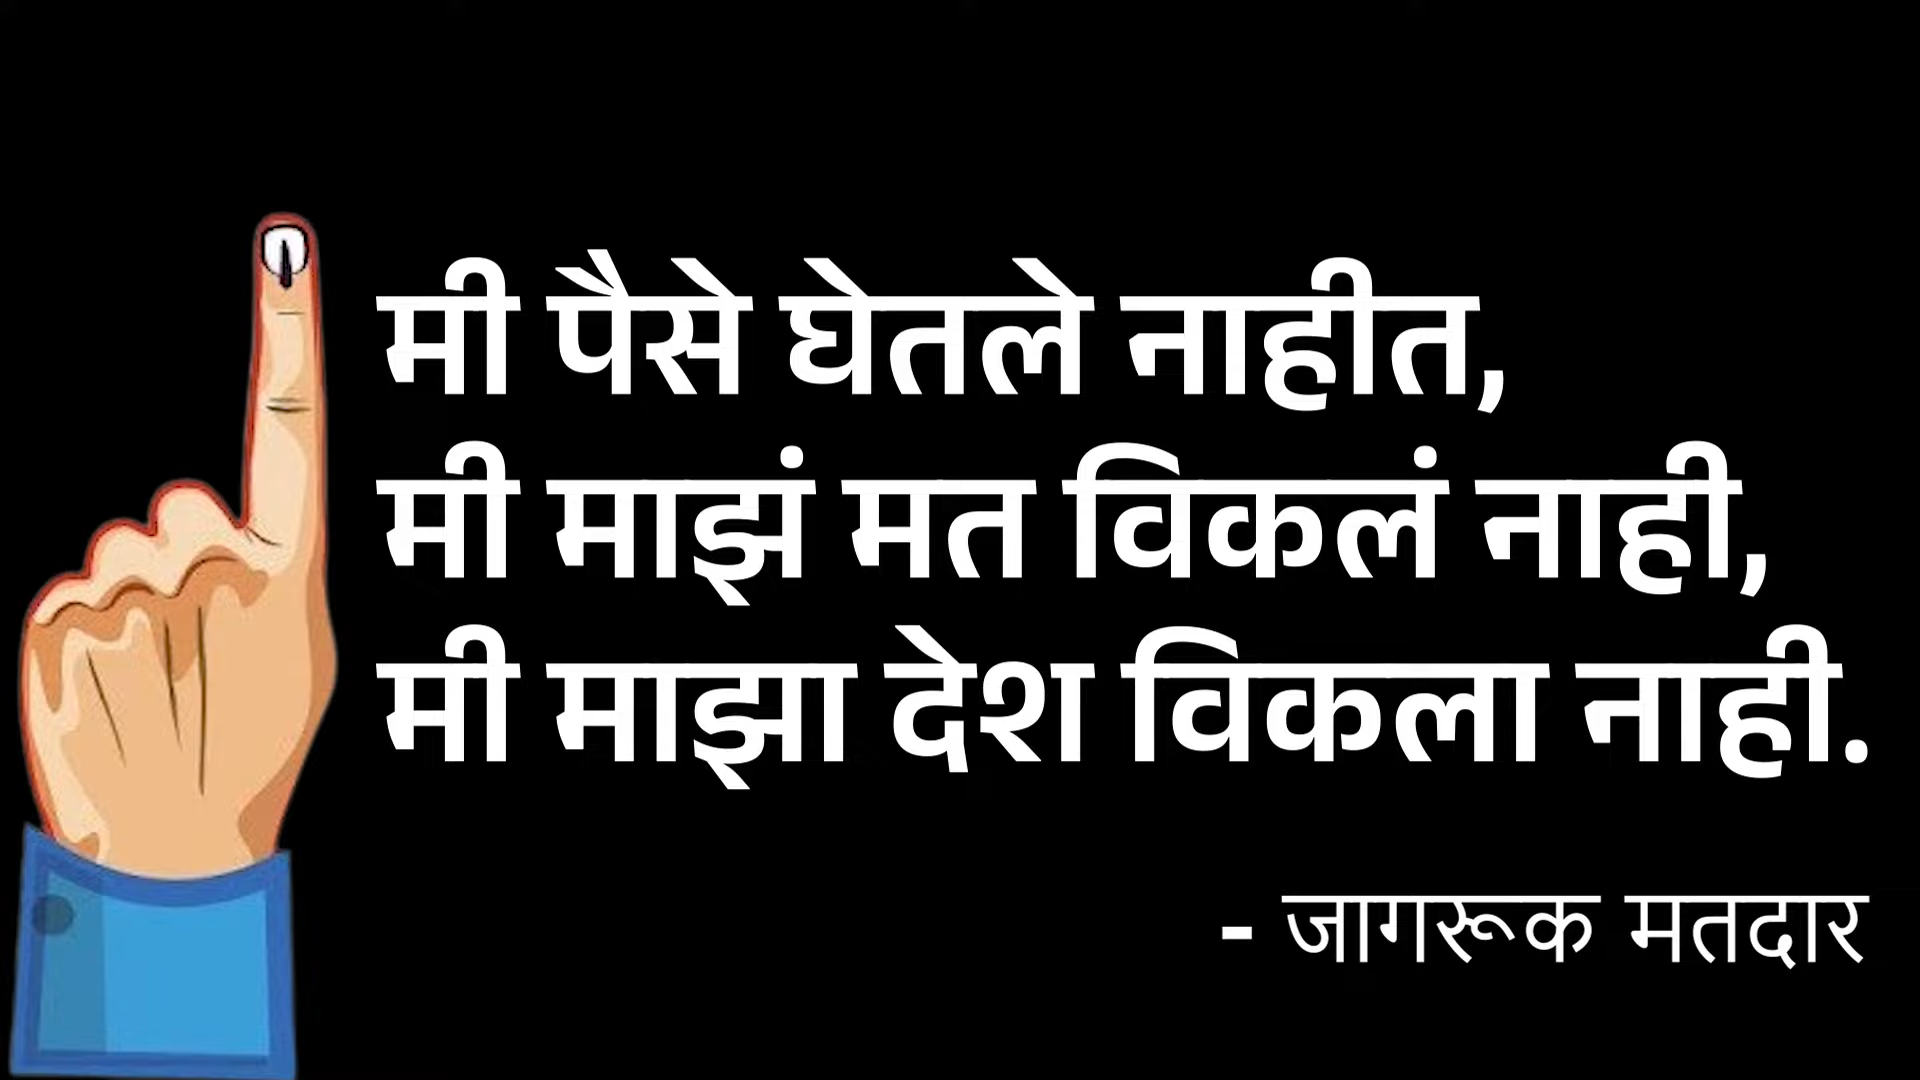 मी पैसे घेतले नाहीत,
मी माझं मत विकलं नाही,
मी माझा देश विकला नाही.
- जागरूक मतदार